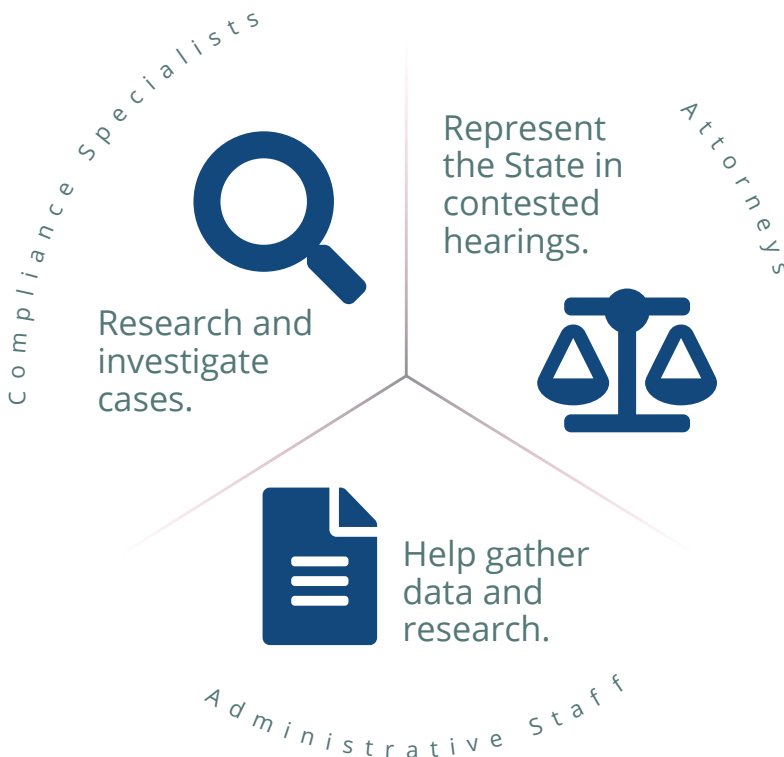 Compliance Specialists
Research and
investigate
cases.
Attorneys
Represent
the State in
contested
hearings.
Help gather
data and
research.
Administrative Staff